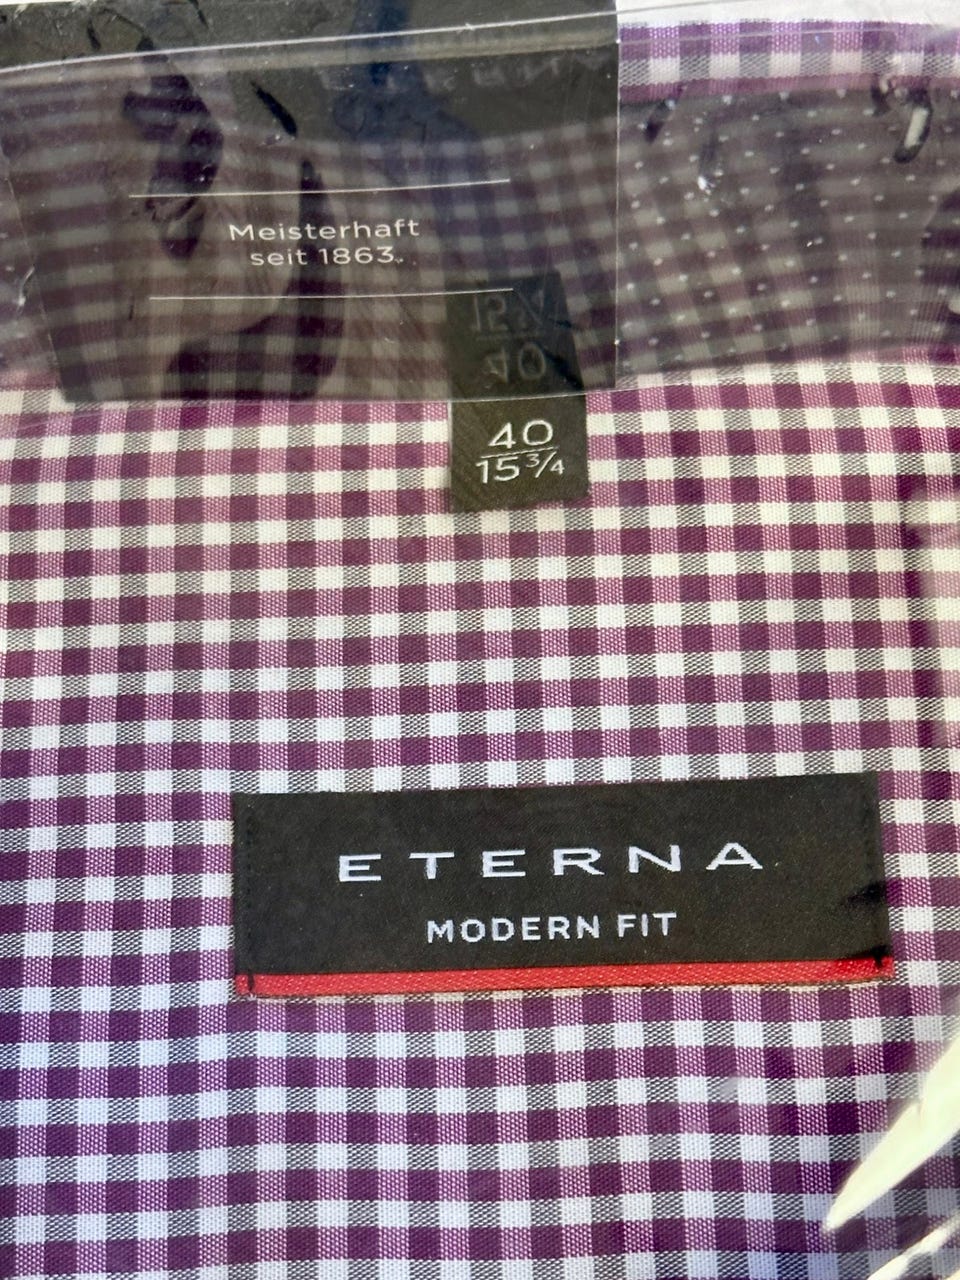 Meisterhaft
seit 1863.
40
15 3/4
ETERNA
MODERN FIT